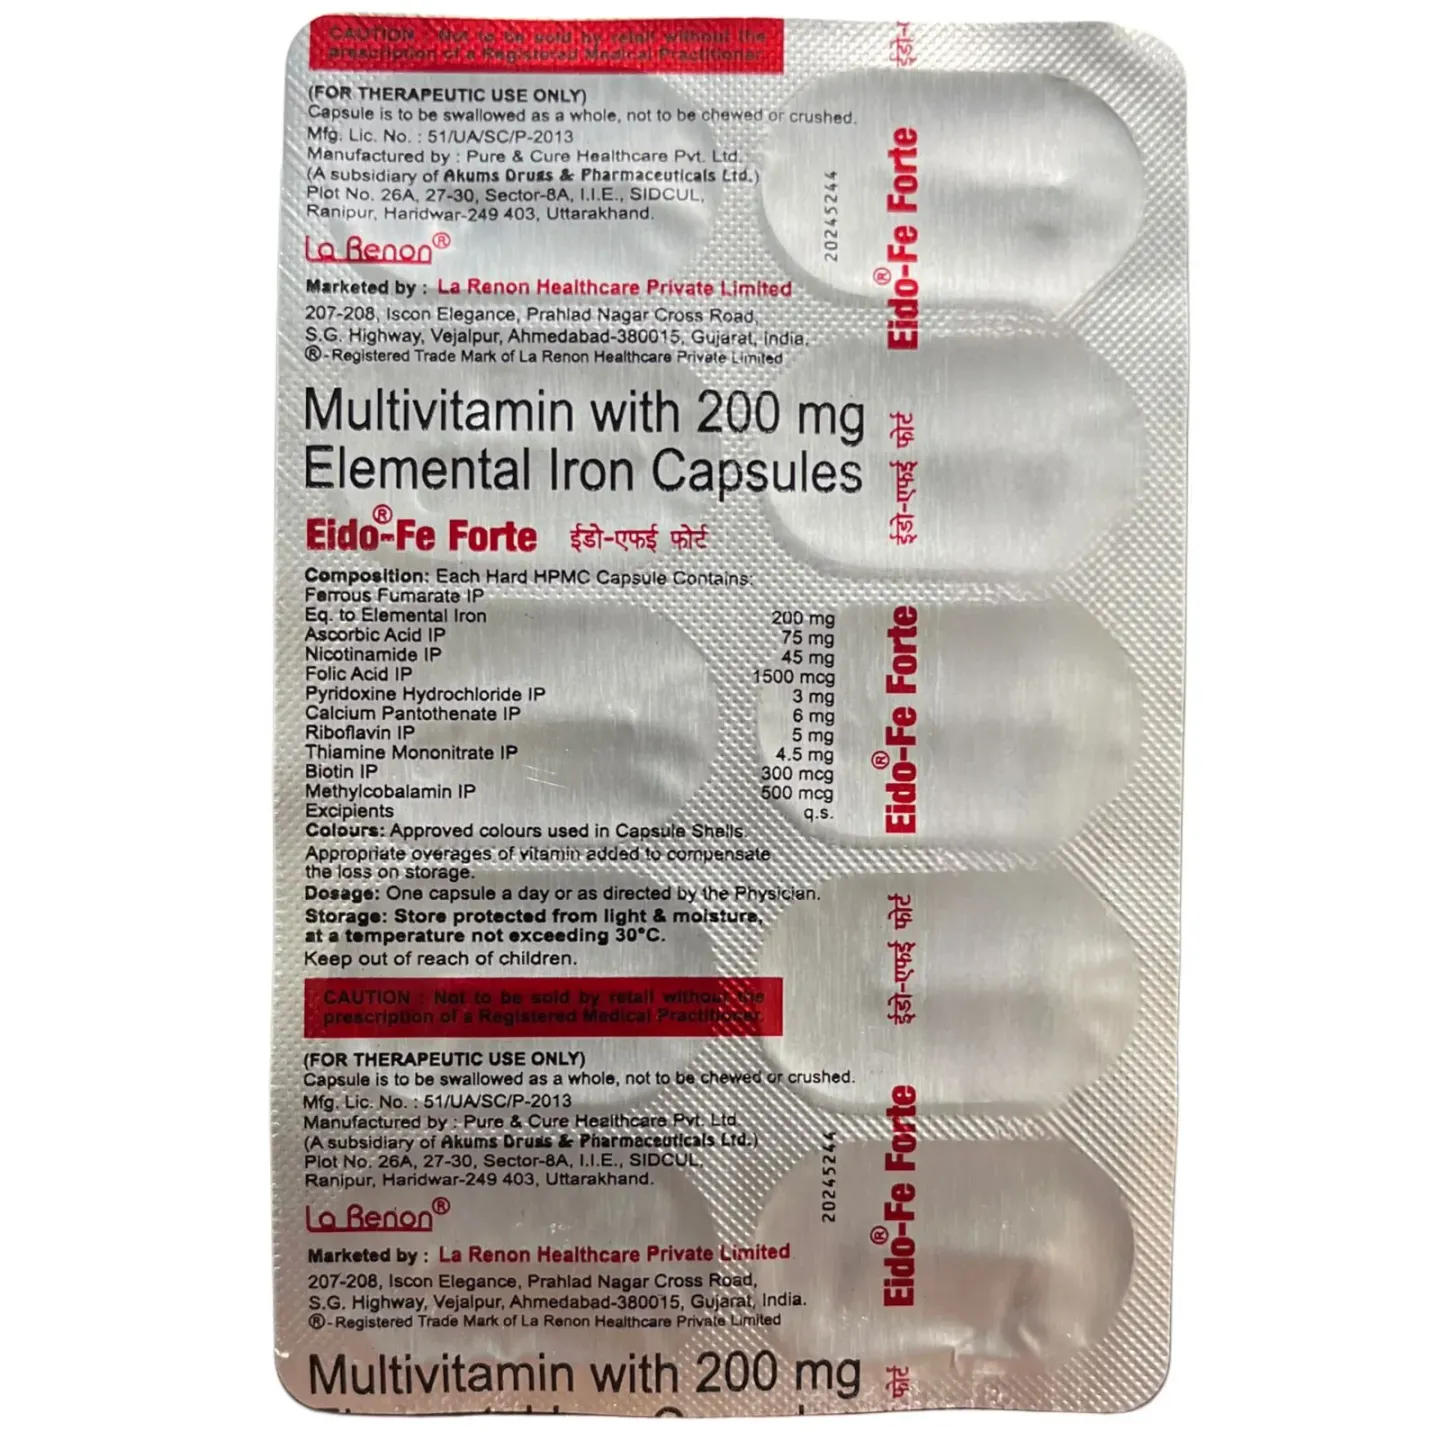 CAUTION : Not to be sold by retail without the
prescription of a Registered Medical Practitioner.
(FOR THERAPEUTIC USE ONLY)
Capsule is to be swallowed as a whole, not to be chewed or crushed.
Mfg. Lic. No. : 51/UA/SC/P-2013
Manufactured by : Pure & Cure Healthcare Pvt. Ltd.
(A subsidiary of Akums Drugs & Pharmaceuticals Ltd.)
Plot No. 26A, 27-30, Sector-8A, I.I.E., SIDCUL,
Ranipur, Haridwar-249 403, Uttarakhand.
La Renon®
Marketed by : La Renon Healthcare Private Limited
207-208, Iscon Elegance, Prahlad Nagar Cross Road,
S.G. Highway, Vejalpur, Ahmedabad-380015, Gujarat, India.
®-Registered Trade Mark of La Renon Healthcare Private Limited
Multivitamin with 200 mg
Elemental Iron Capsules
Eido®-Fe Forte ईडो-एफई फोर्ट
Composition: Each Hard HPMC Capsule Contains:
Ferrous Fumarate IP
Eq. to Elemental Iron 200 mg
Ascorbic Acid IP 75 mg
Nicotinamide IP 45 mg
Folic Acid IP 1500 mcg
Pyridoxine Hydrochloride IP 3 mg
Calcium Pantothenate IP 6 mg
Riboflavin IP 5 mg
Thiamine Mononitrate IP 4.5 mg
Biotin IP 300 mcg
Methylcobalamin IP 500 mcg
Excipients q.s.
Colours: Approved colours used in Capsule Shells.
Appropriate overages of vitamin added to compensate
the loss on storage.
Dosage: One capsule a day or as directed by the Physician.
Storage: Store protected from light & moisture,
at a temperature not exceeding 30°C.
Keep out of reach of children.
CAUTION : Not to be sold by retail without the
prescription of a Registered Medical Practitioner.
(FOR THERAPEUTIC USE ONLY)
Capsule is to be swallowed as a whole, not to be chewed or crushed.
Mfg. Lic. No. : 51/UA/SC/P-2013
Manufactured by : Pure & Cure Healthcare Pvt. Ltd.
(A subsidiary of Akums Drugs & Pharmaceuticals Ltd.)
Plot No. 26A, 27-30, Sector-8A, I.I.E., SIDCUL,
Ranipur, Haridwar-249 403, Uttarakhand.
La Renon®
Marketed by : La Renon Healthcare Private Limited
207-208, Iscon Elegance, Prahlad Nagar Cross Road,
S.G. Highway, Vejalpur, Ahmedabad-380015, Gujarat, India.
®-Registered Trade Mark of La Renon Healthcare Private Limited
Multivitamin with 200 mg
20245244
20245244
ईडो-
Eido®-Fe Forte
ईडो-एफई फोर्ट
Eido®-Fe Forte
ईडो-एफई फोर्ट
Eido®-Fe Forte
फोर्ट